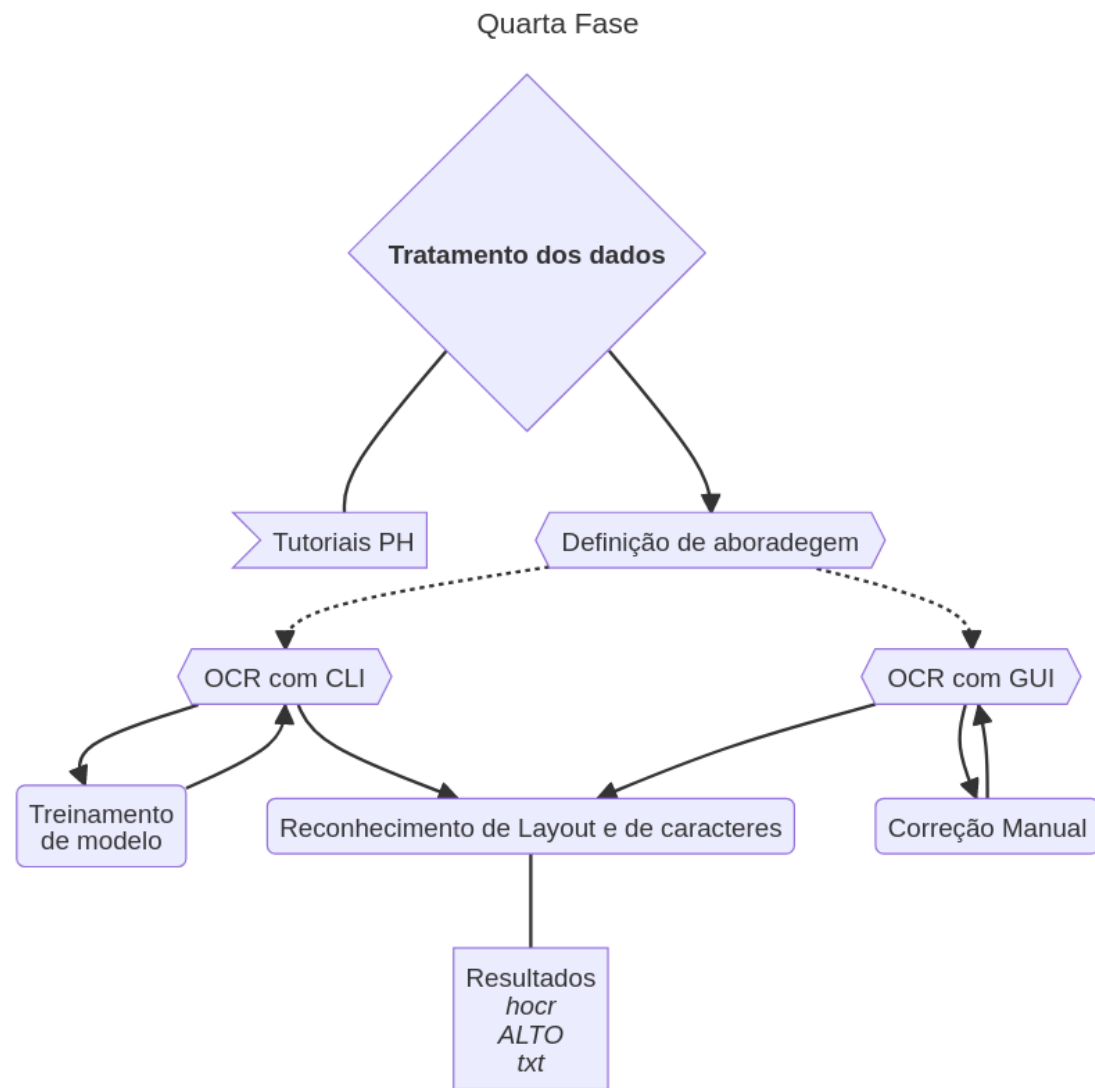 Quarta Fase
Tratamento dos dados
Tutoriais PH
Definição de aboradegem
OCR com CLI
OCR com GUI
Treinamento
de modelo
Reconhecimento de Layout e de caracteres
Correção Manual
Resultados
hocr
ALTO
txt